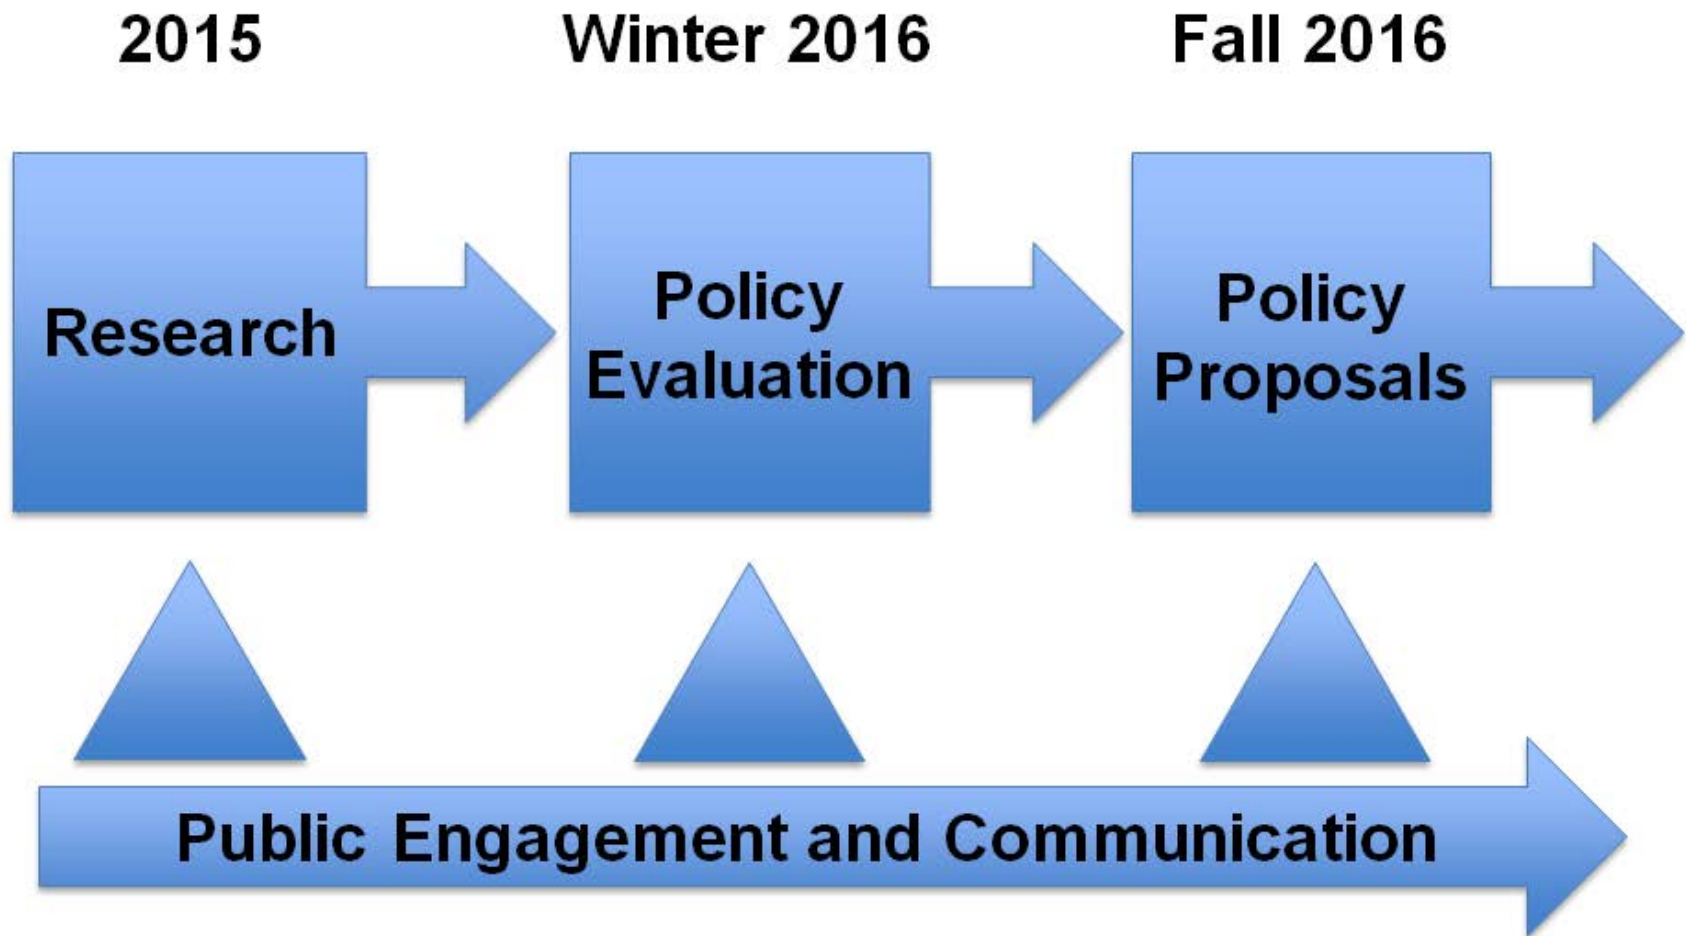 2015
Winter 2016
Fall 2016
Research
Policy
Evaluation
Policy
Proposals
Public Engagement and Communication